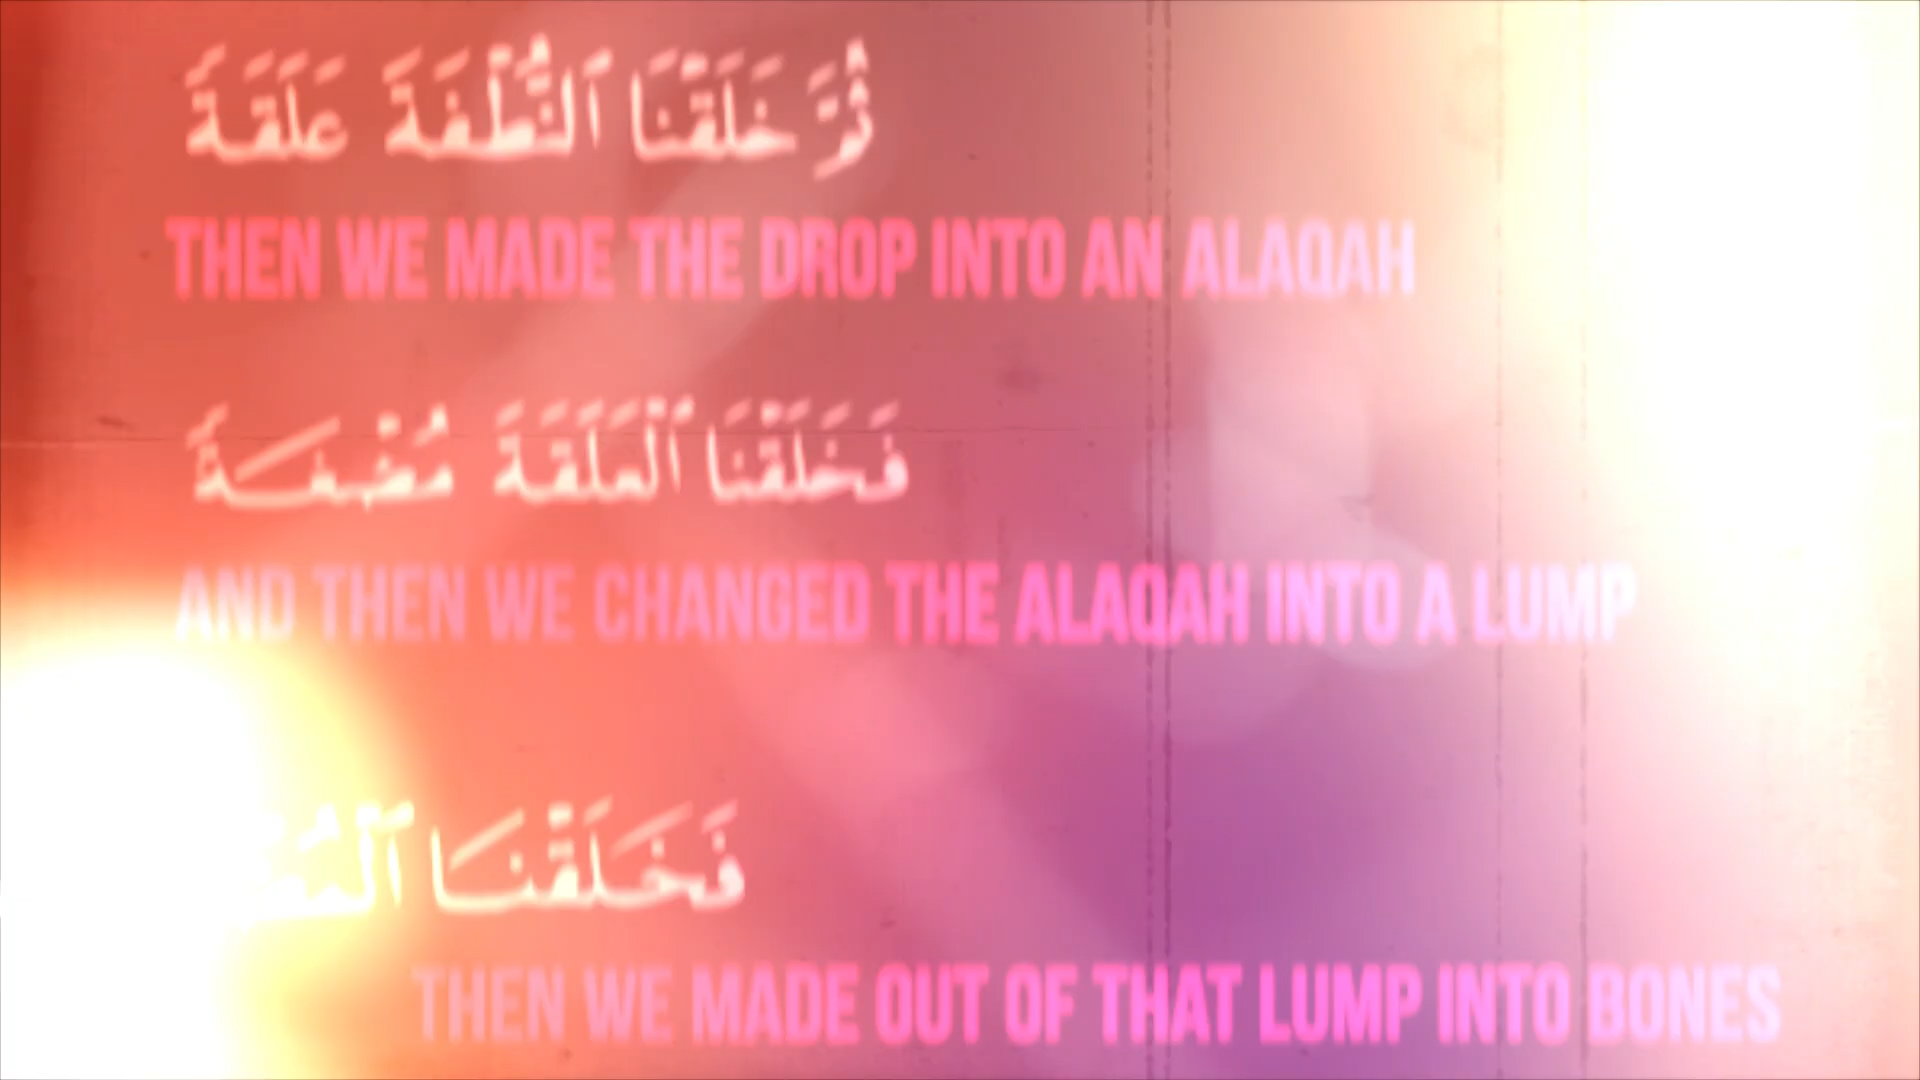 ثُمَّ خَلَقْنَا ٱلنُّطْفَةَ عَلَقَةً
THEN WE MADE THE DROP INTO AN ALAQAH
فَخَلَقْنَا ٱلْعَلَقَةَ مُضْغَةً
AND THEN WE CHANGED THE ALAQAH INTO A LUMP
فَخَلَقْنَا
THEN WE MADE OUT OF THAT LUMP INTO BONES